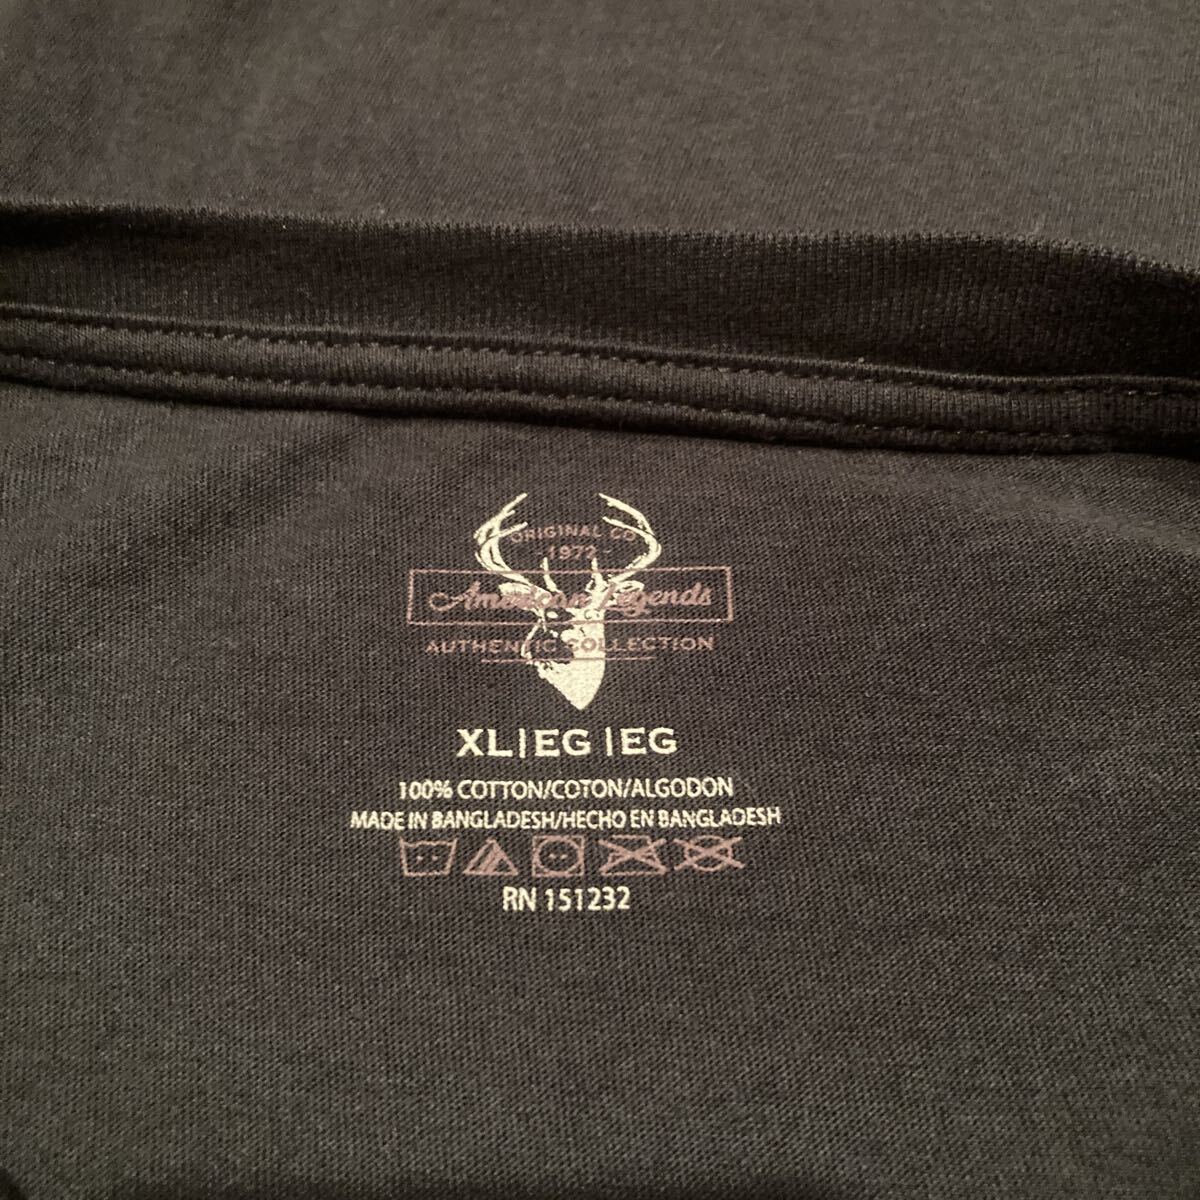 ORIGINAL CO
- 1972 -
American Legends
AUTHENTIC COLLECTION
XL|EG |EG
100% COTTON/COTON/ALGODON
MADE IN BANGLADESH/HECHO EN BANGLADESH
RN 151232